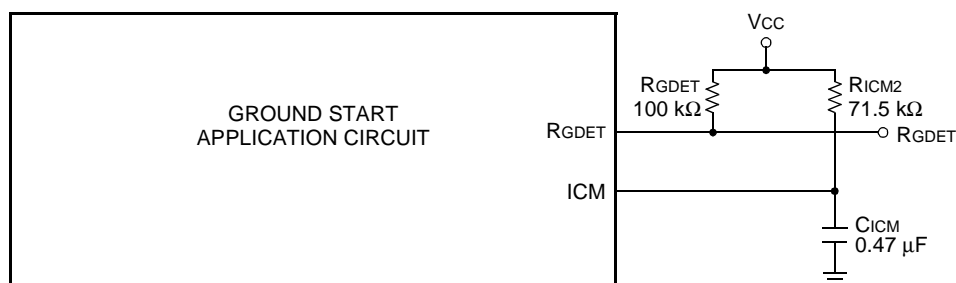 VCC
RGDET
100 kΩ
RICM2
71.5 kΩ
GROUND START
APPLICATION CIRCUIT
RGDET
RGDET
ICM
CICM
0.47 μF